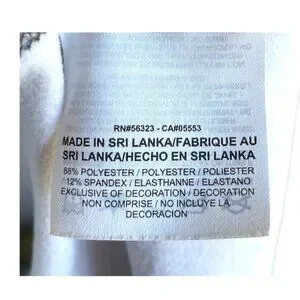 RN#56323 - CA#05553
MADE IN SRI LANKA/FABRIQUE AU
SRI LANKA/HECHO EN SRI LANKA
88% POLYESTER / POLYESTER / POLIESTER
12% SPANDEX / ELASTHANNE / ELASTANO
EXCLUSIVE OF DECORATION / DECORATION
NON COMPRISE / NO INCLUYE LA
DECORACION